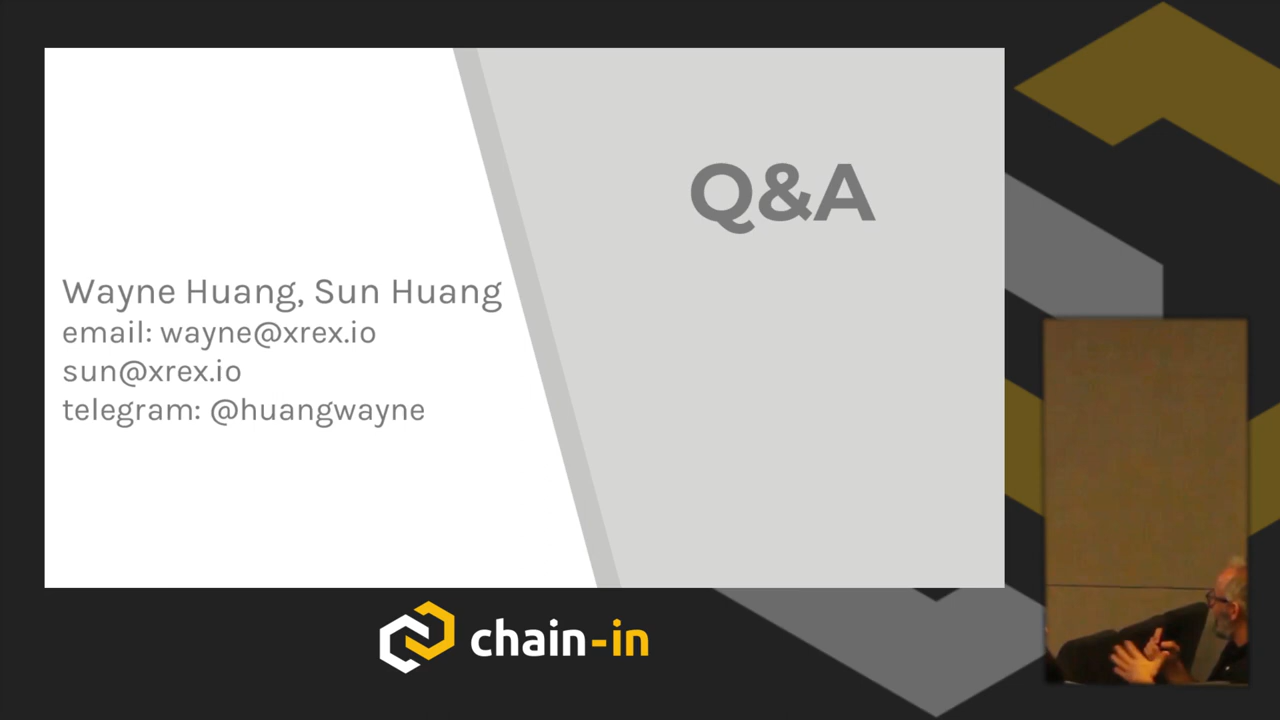 Q&A
Wayne Huang, Sun Huang
email: wayne@xrex.io
sun@xrex.io
telegram: @huangwayne
chain-in